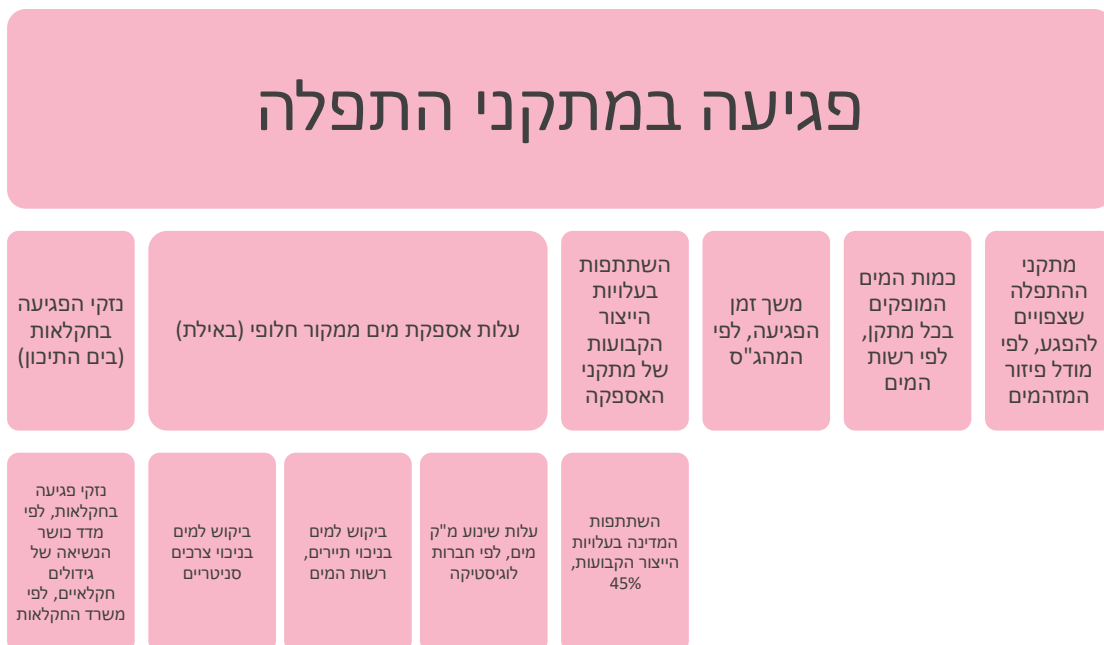 פגיעה במתקני התפלה
מתקני
ההתפלה
שצפויים
להפגע, לפי
מודל פיזור
המזהמים
כמות המים
המופקים
בכל מתקן,
לפי רשות
המים
משך זמן
הפגיעה, לפי
המהג"ס
השתתפות
בעלויות
הייצור
הקבועות
של מתקני
האספקה
עלות אספקת מים ממקור חלופי (באילת)
נזקי הפגיעה
בחקלאות
(בים התיכון)
השתתפות
המדינה בעלויות
הייצור הקבועות,
45%
עלות שינוע מ"ק
מים, לפי חברות
לוגיסטיקה
ביקוש למים
בניכוי תיירים,
רשות המים
ביקוש למים
בניכוי צרכים
סניטריים
נזקי פגיעה
בחקלאות, לפי
מדד כושר
הנשיאה של
גידולים
חקלאיים, לפי
משרד החקלאות